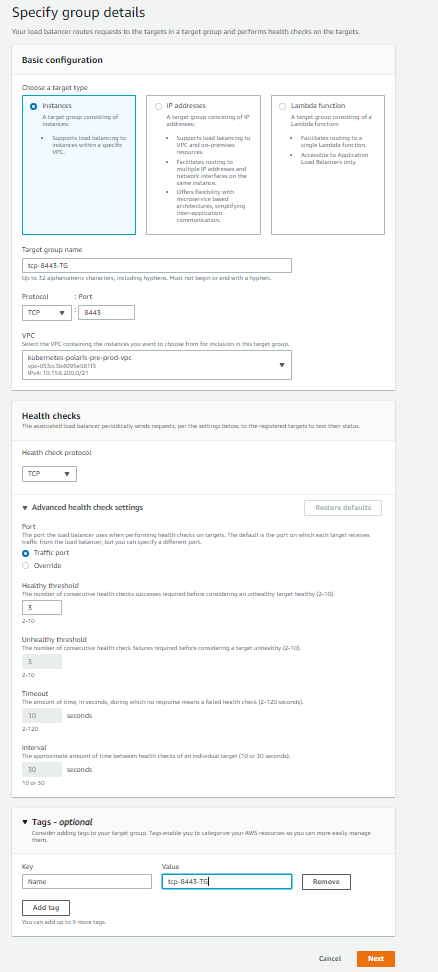 Specify group details
Your load balancer routes requests to the targets in a target group and performs health checks on the targets.
Basic configuration
Choose a target type
Instances
A target group consisting of
instances:
• Supports load balancing to
instances within a specific
VPC.
IP addresses
A target group consisting of IP
addresses:
• Supports load balancing to
VPC and on-premises
resources.
• Facilitates routing to
multiple IP addresses and
network interfaces on the
same instance.
• Offers flexibility with
microservice based
architectures, simplifying
inter-application
communication.
Lambda function
A target group consisting of a
Lambda function:
• Facilitates routing to a
single Lambda function.
• Accessible to Application
Load Balancers only.
Target group name
tcp-8443-TG
Up to 32 alphanumeric characters, including hyphens. Must not begin or end with a hyphen.
Protocol : Port
TCP : 8443
VPC
Select the VPC containing the instances you want to choose from for inclusion in this target group.
kubernetes-polaris-pre-prod-vpc
vpc-053cc3b4095e581f3
IPv4: 10.158.200.0/21
Health checks
The associated load balancer periodically sends requests, per the settings below, to the registered targets to test their status.
Health check protocol
TCP
Advanced health check settings
Restore defaults
Port
The port the load balancer uses when performing health checks on targets. The default is the port on which each target receives
traffic from the load balancer, but you can specify a different port.
Traffic port
Override
Healthy threshold
The number of consecutive health checks successes required before considering an unhealthy target healthy (2-10).
3
2-10
Unhealthy threshold
The number of consecutive health check failures required before considering a target unhealthy (2-10).
3
2-10
Timeout
The amount of time, in seconds, during which no response means a failed health check (2-120 seconds).
10 seconds
2-120
Interval
The approximate amount of time between health checks of an individual target (10 or 30 seconds).
30 seconds
10 or 30
Tags - optional
Consider adding tags to your target group. Tags enable you to categorize your AWS resources so you can more easily manage
them.
Key Value
Name tcp-8443-TG Remove
Add tag
You can add up to 9 more tags.
Cancel Next